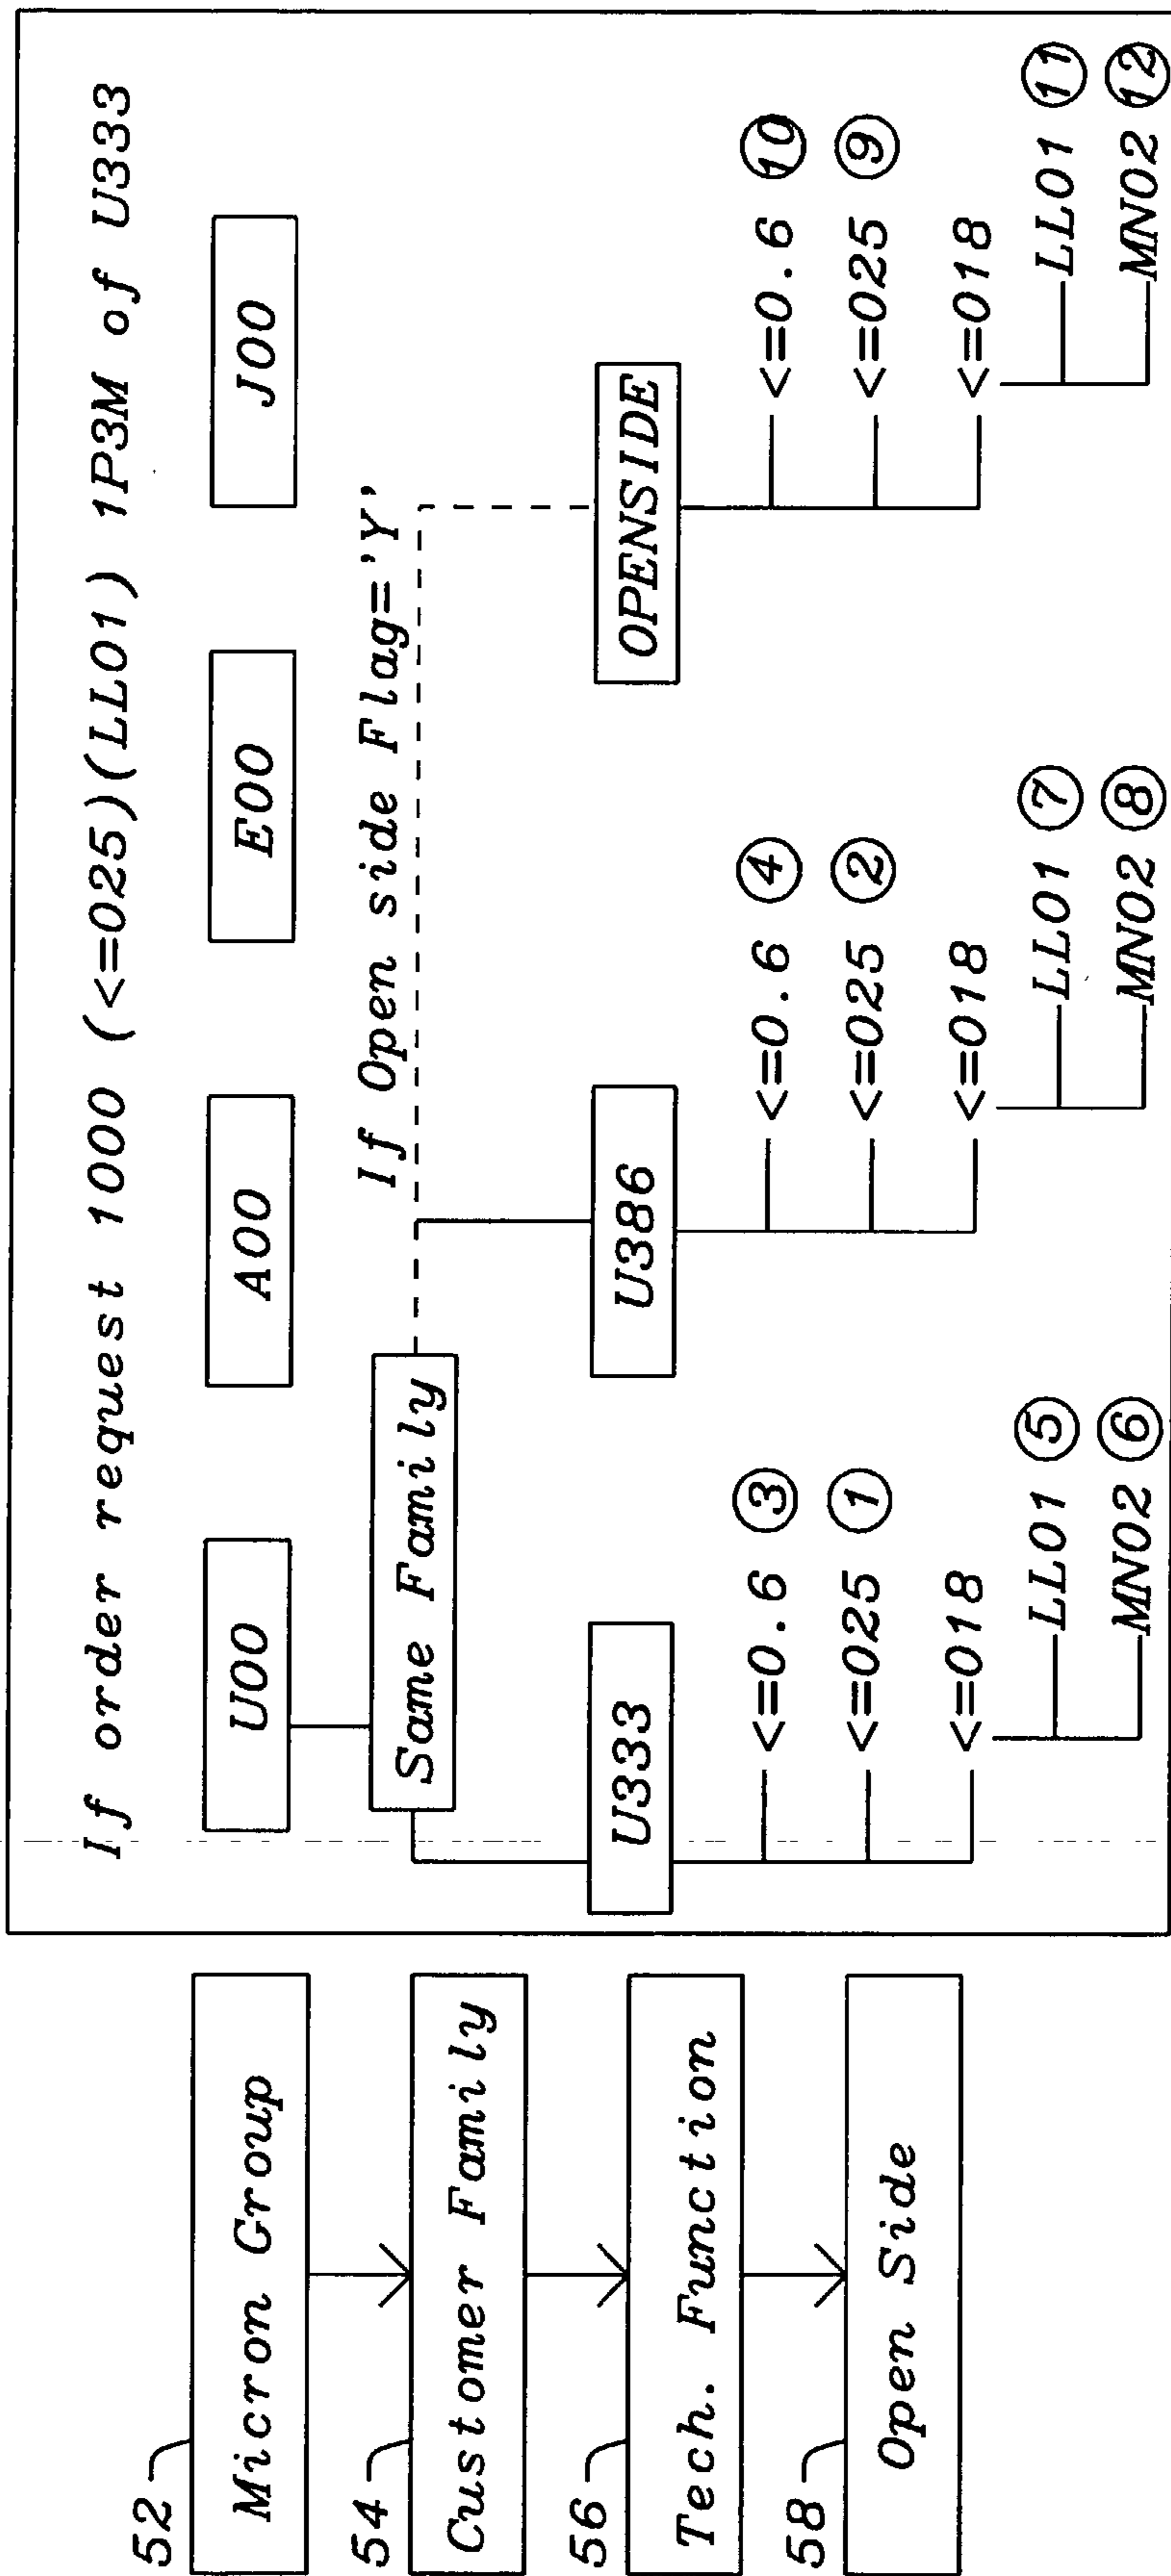 If order request 1000 (<=025)(LL01) 1P3M of U333
U00
A00
E00
J00
Same Family
If Open side Flag='Y'
U333
U386
OPENSIDE
<=0.6 3
<=025 1
<=018
LL01 5
MN02 6
<=0.6 4
<=025 2
<=018
LL01 7
MN02 8
<=0.6 10
<=025 9
<=018
LL01 11
MN02 12
52
Micron Group
54
Customer Family
56
Tech. Function
58
Open Side